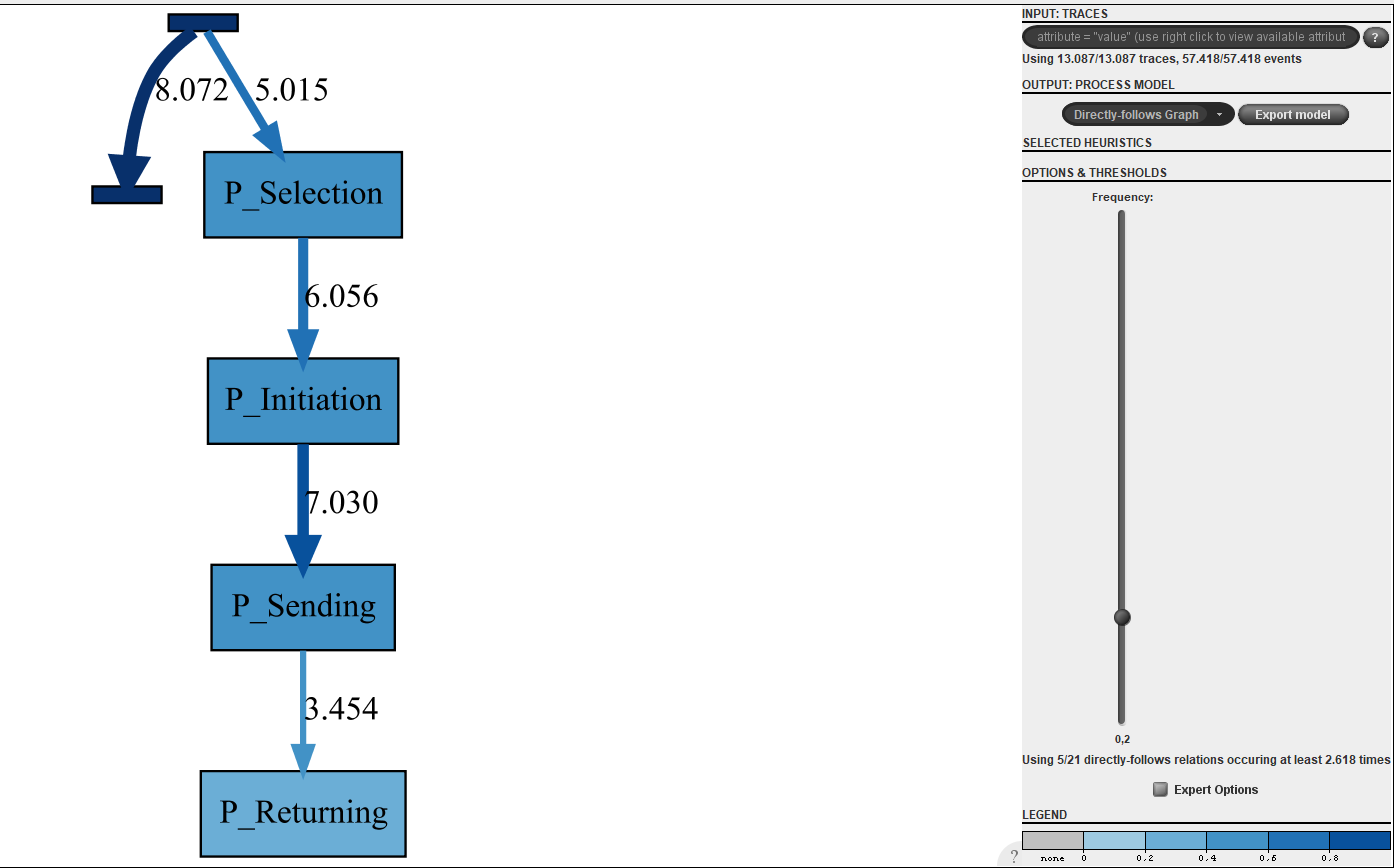 8.072 5.015
P_Selection
6.056
P_Initiation
7.030
P_Sending
3.454
P_Returning
INPUT: TRACES
attribute = "value" (use right click to view available attribut
?
Using 13.087/13.087 traces, 57.418/57.418 events
OUTPUT: PROCESS MODEL
Directly-follows Graph
Export model
SELECTED HEURISTICS
OPTIONS & THRESHOLDS
Frequency:
0,2
Using 5/21 directly-follows relations occuring at least 2.618 times
Expert Options
LEGEND
?
none 0 0,2 0,4 0,6 0,8